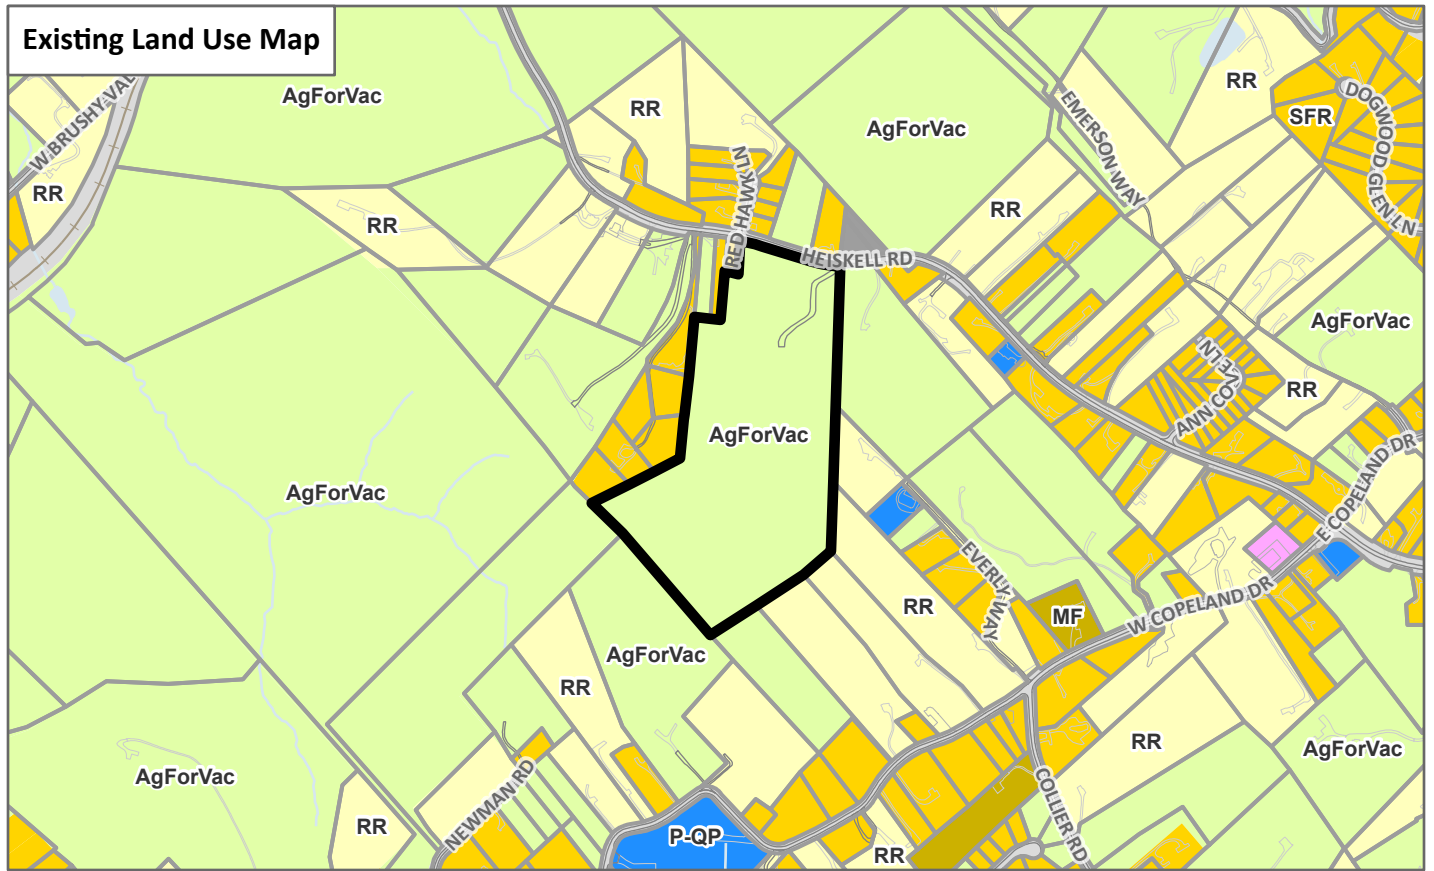 Existing Land Use Map
AgForVac
RR
AgForVac
RR
SFR
DOGWOOD GLEN LN
EMERSON WAY
W BRUSHY VAL
RR
RR
RED HAWK LN
RR
HEISKELL RD
AgForVac
ANN COVE LN
RR
AgForVac
AgForVac
E COPELAND DR
EVERLY WAY
RR
MF
W COPELAND DR
AgForVac
RR
RR
AgForVac
AgForVac
NEWMAN RD
COLLIER RD
RR
P-QP
RR